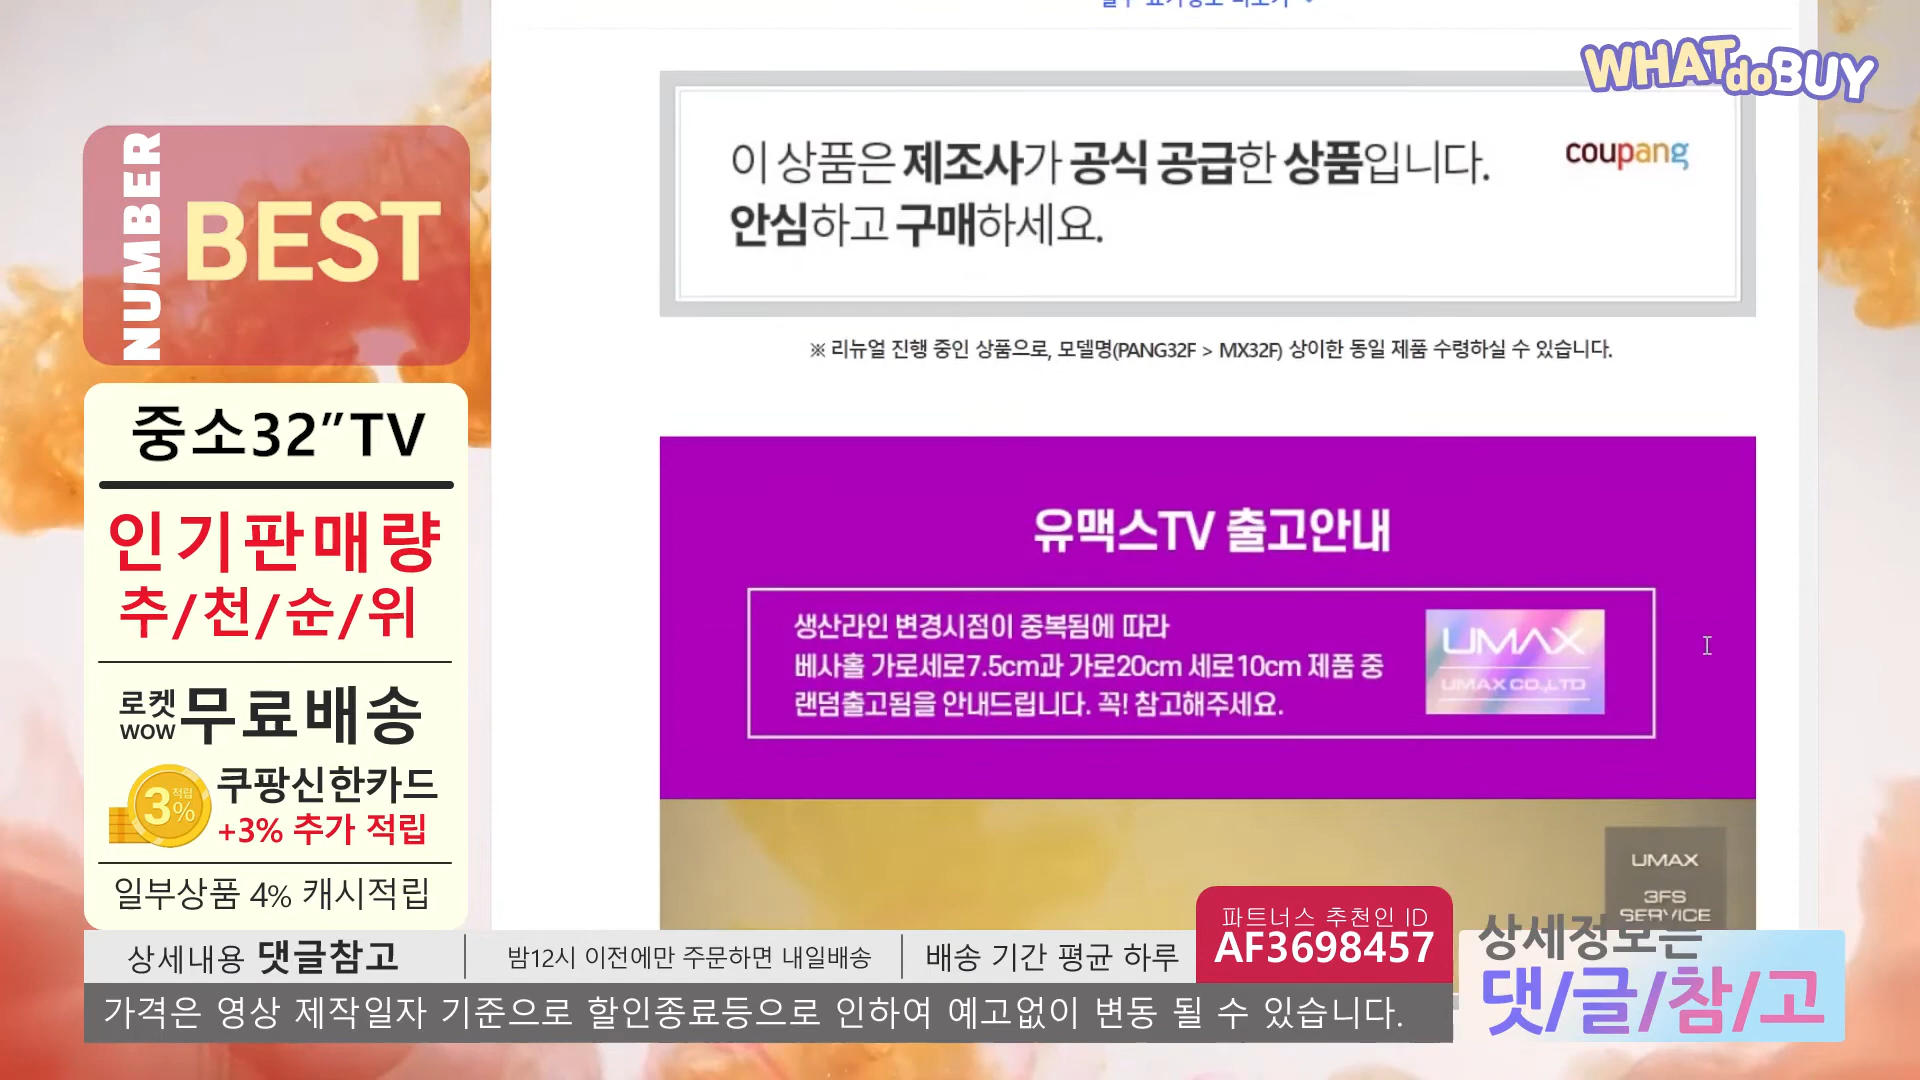 WHAT do BUY
NUMBER
BEST
중소32”TV
인기판매량
추/천/순/위
로켓
WOW
무료배송
3%
적립
쿠팡신한카드
+3% 추가 적립
일부상품 4% 캐시적립
이 상품은 제조사가 공식 공급한 상품입니다.
안심하고 구매하세요.
coupang
※ 리뉴얼 진행 중인 상품으로, 모델명(PANG32F > MX32F) 상이한 동일 제품 수령하실 수 있습니다.
유맥스TV 출고안내
생산라인 변경시점이 중복됨에 따라
베사홀 가로세로7.5cm과 가로20cm 세로10cm 제품 중
랜덤출고됨을 안내드립니다. 꼭! 참고해주세요.
UMAX
UMAX CO.,LTD
UMAX
3FS
SERVICE
상세내용 댓글참고
밤12시 이전에만 주문하면 내일배송
배송 기간 평균 하루
파트너스 추천인 ID
AF3698457
상세정보는
댓/글/참/고
가격은 영상 제작일자 기준으로 할인종료등으로 인하여 예고없이 변동 될 수 있습니다.